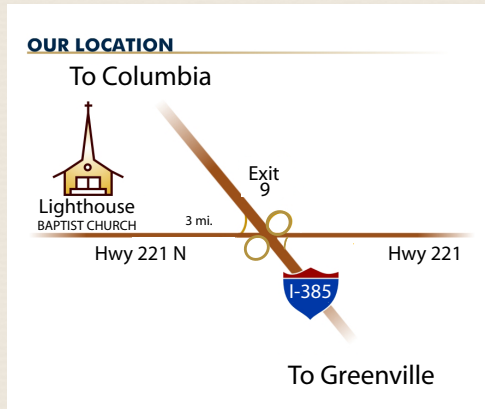 OUR LOCATION
To Columbia
Exit
9
Lighthouse
BAPTIST CHURCH
3 mi.
Hwy 221 N
Hwy 221
I-385
To Greenville